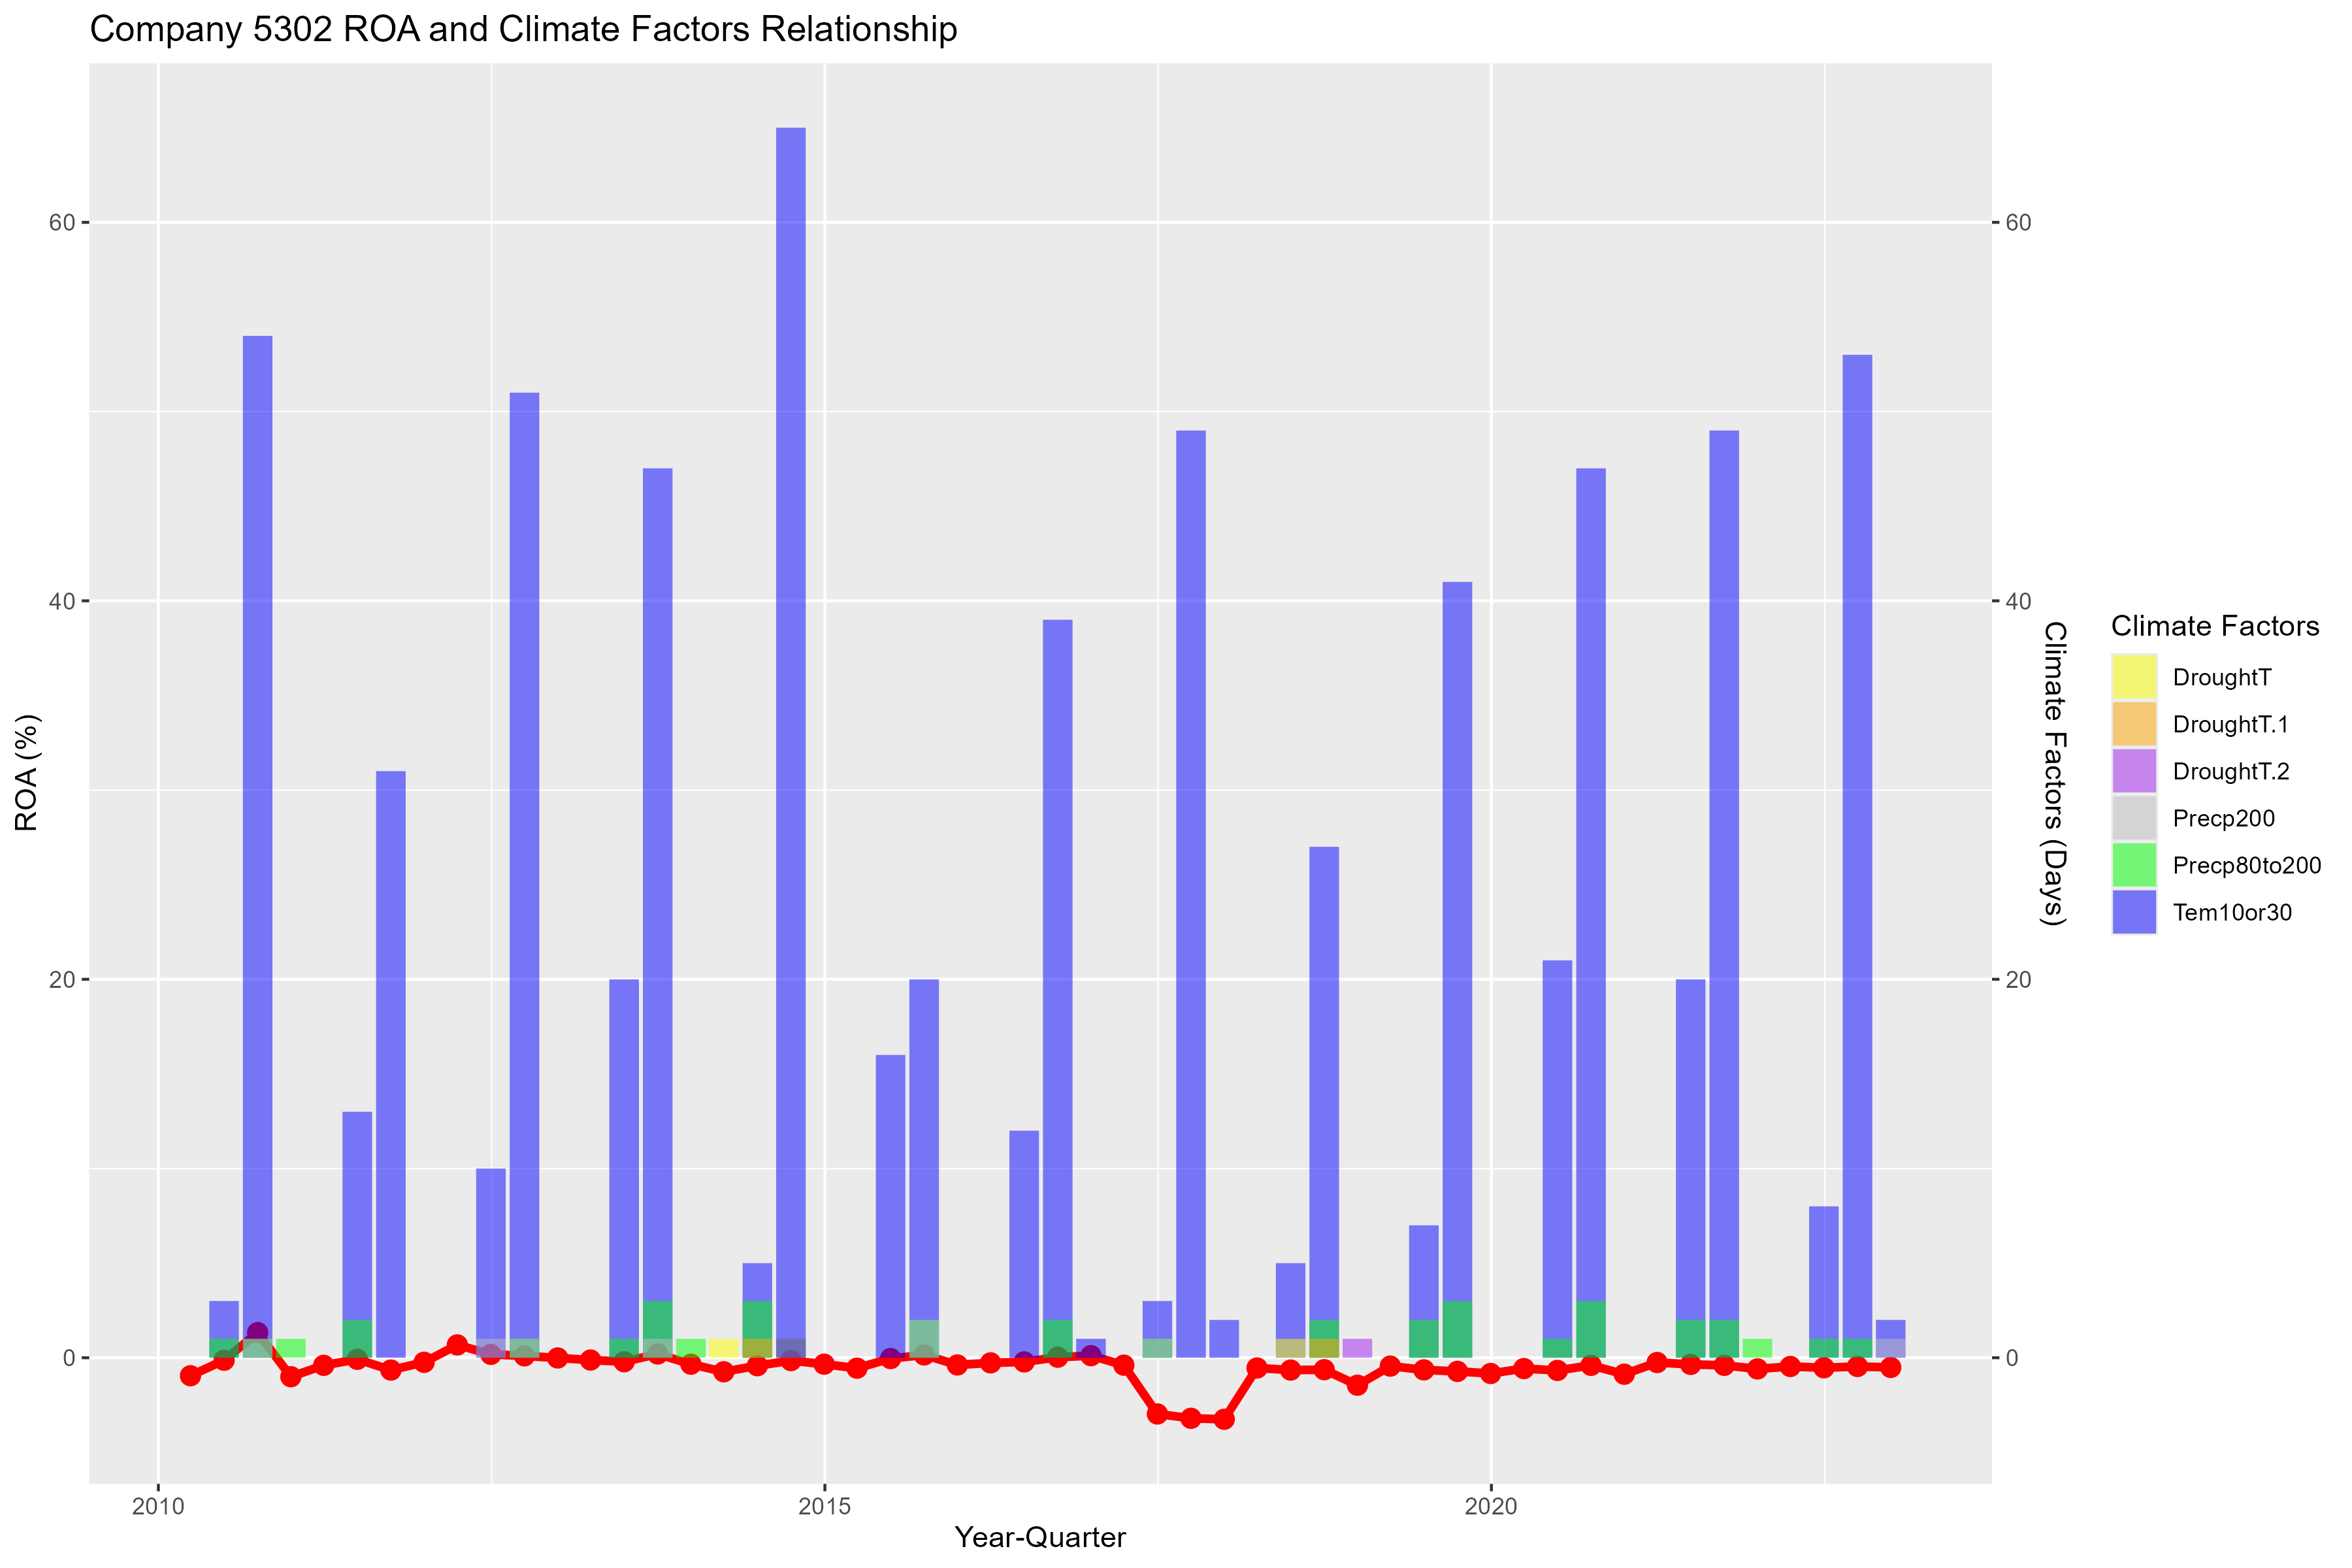 Company 5302 ROA and Climate Factors Relationship
60
40
20
0
ROA (%)
60
40
20
0
Climate Factors (Days)
2010
2015
2020
Year-Quarter
Climate Factors
DroughtT
DroughtT.1
DroughtT.2
Precp200
Precp80to200
Tem10or30